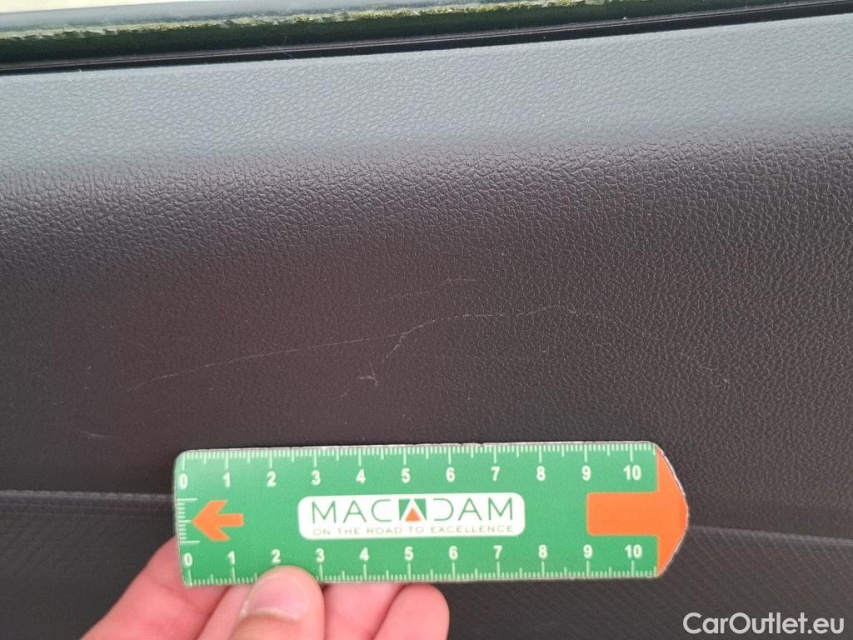 0 1 2 3 4 5 6 7 8 9 10
MACADAM
ON THE ROAD TO EXCELLENCE
0 1 2 3 4 5 6 7 8 9 10
CarOutlet.eu